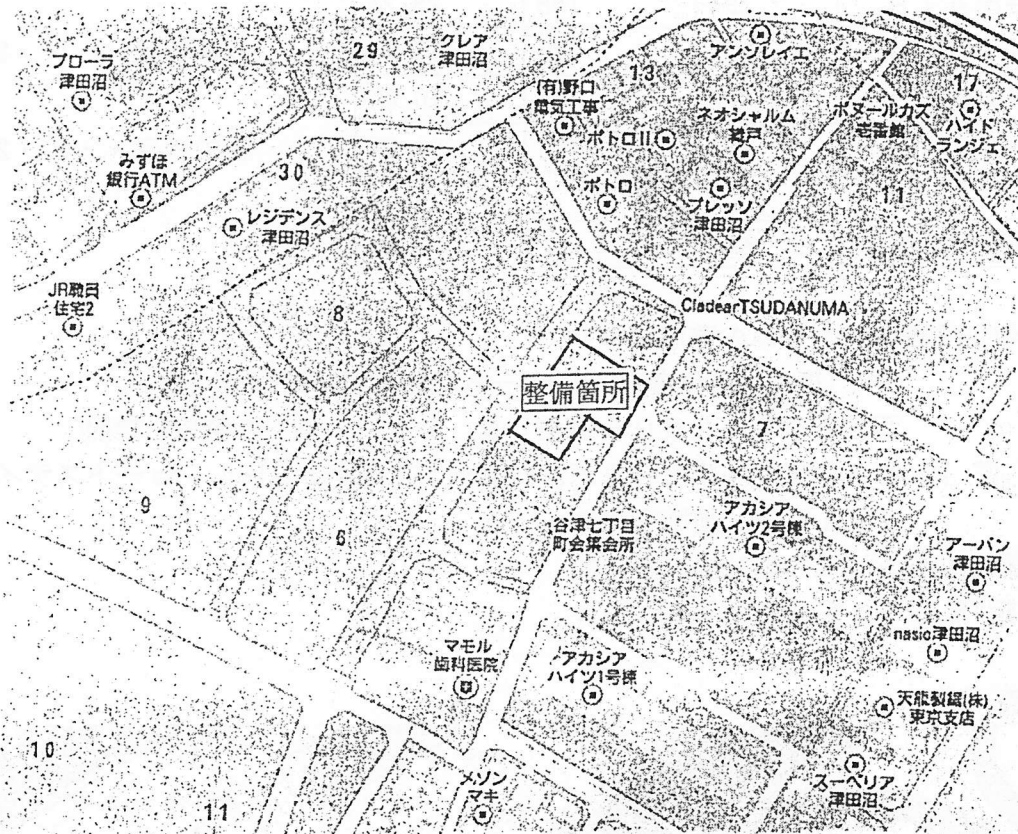 29
クレア
津田沼
ブローラ
津田沼
アンソレイエ
13
17
(有)野口
電気工事
ネオシャルム
ボヌールカズ
壱番館
ハイド
ランジェ
ポトロII
みずほ
銀行ATM
30
ポトロ
プレッソ
津田沼
11
レジデンス
津田沼
JR職員
住宅2
8
CladearTSUDANUMA
整備箇所
7
9
6
谷津七丁目
町会集会所
アカシア
ハイツ2号棟
アーバン
津田沼
nasic津田沼
マモル
歯科医院
アカシア
ハイツ1号棟
天龍製鋸(株)
東京支店
10
メゾン
マキ
スーペリア
津田沼
11